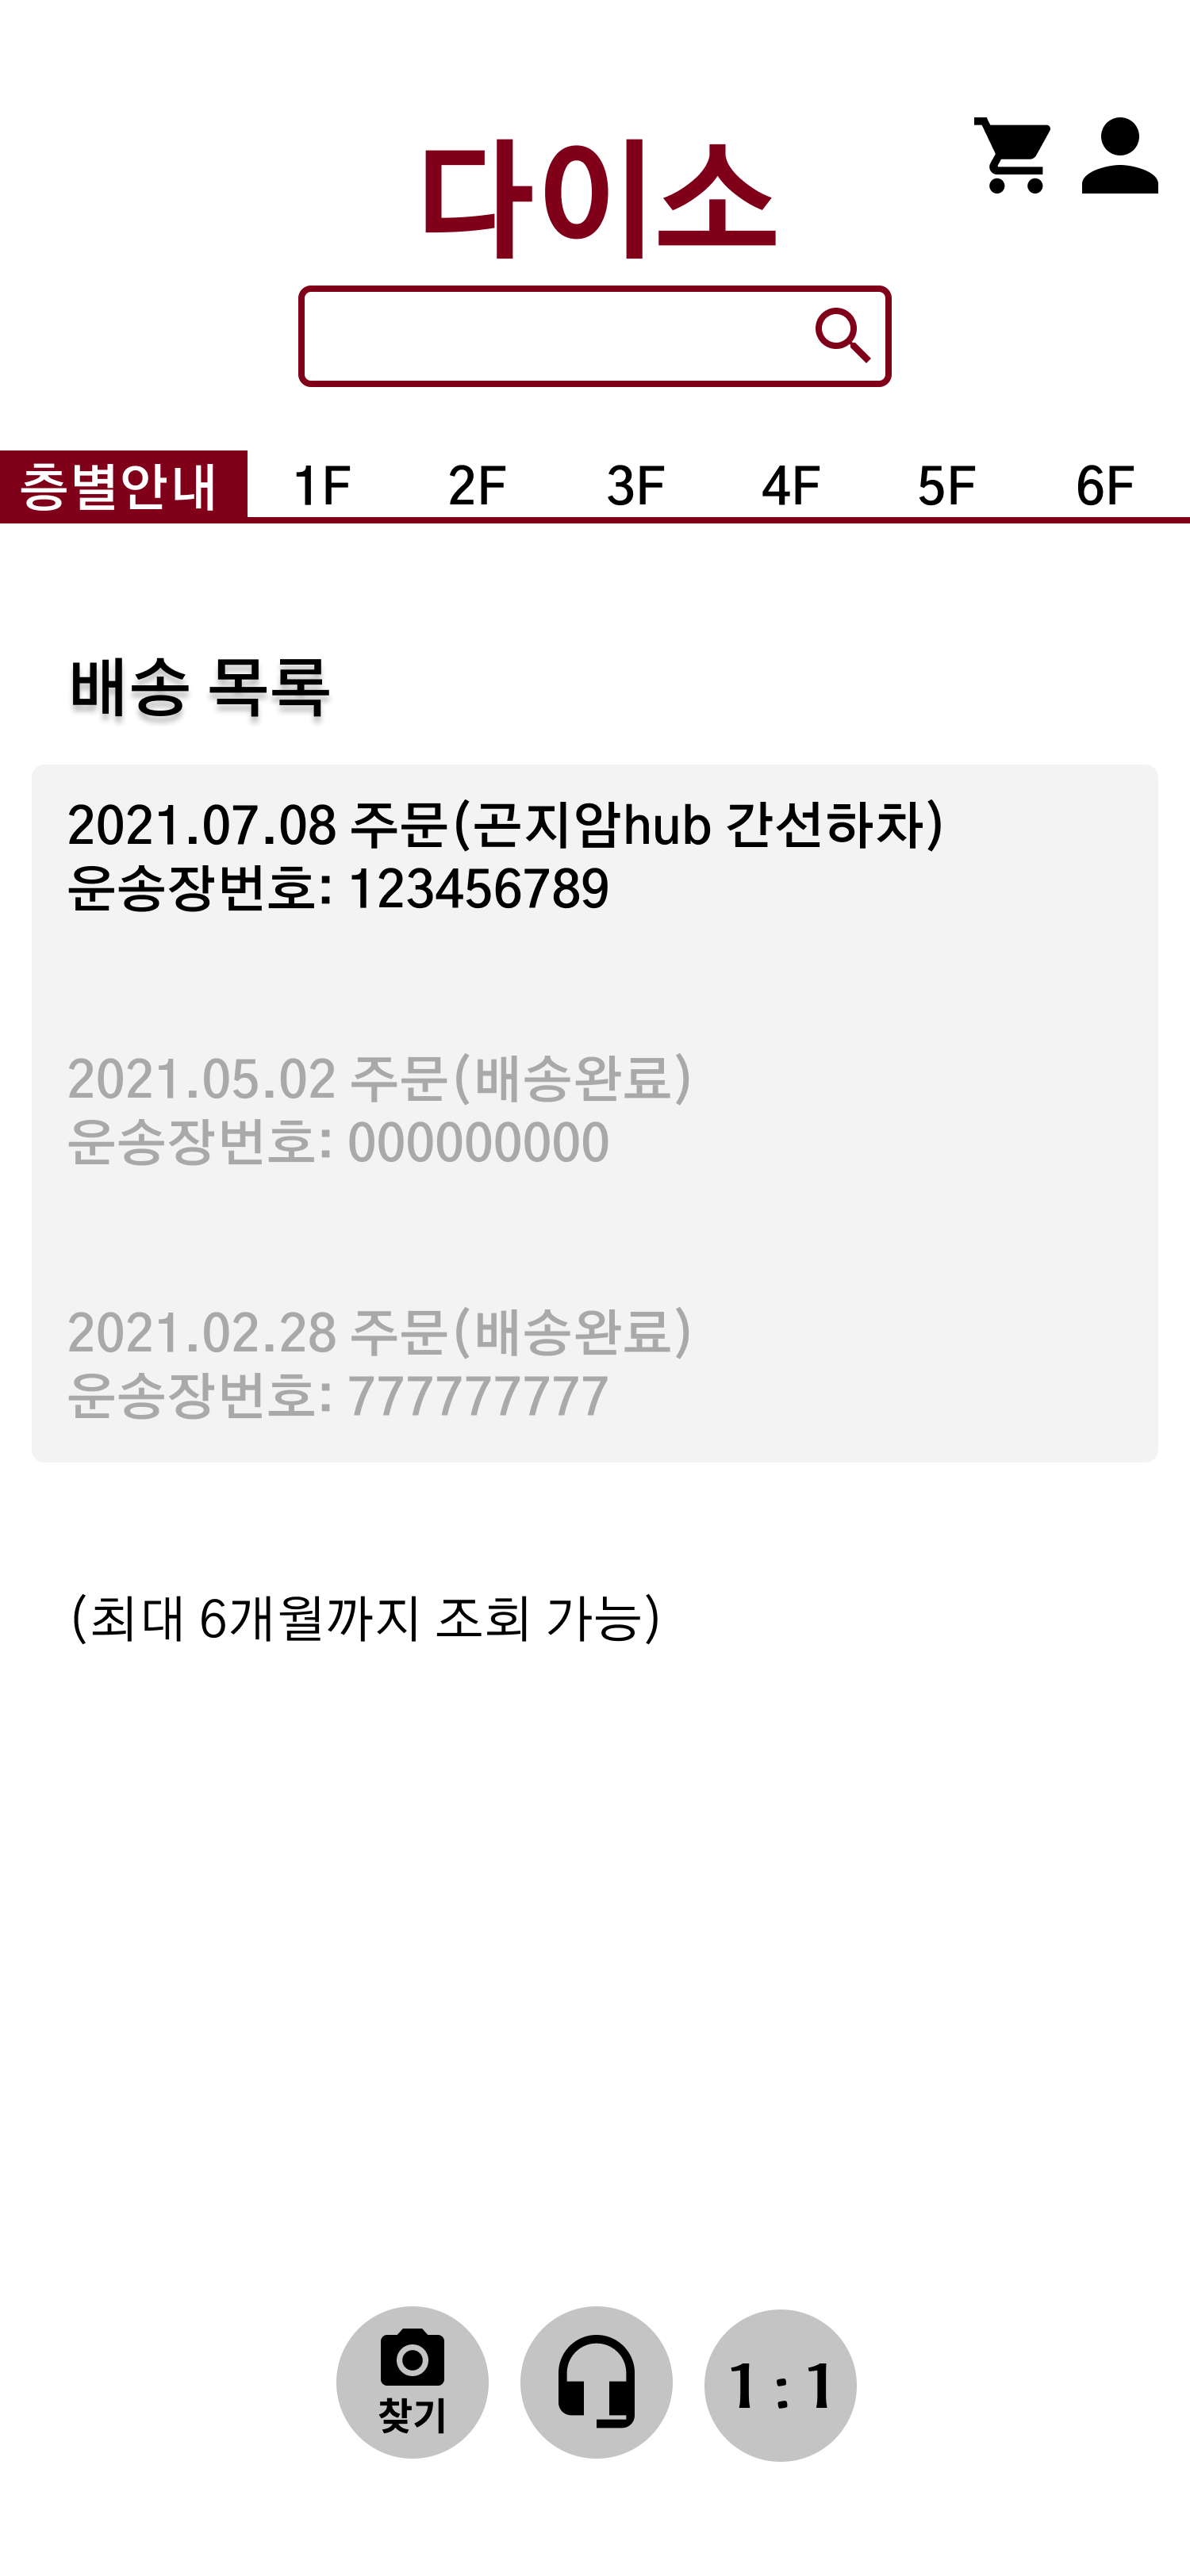 다이소
층별안내 1F 2F 3F 4F 5F 6F
배송 목록
2021.07.08 주문(곤지암hub 간선하차)
운송장번호: 123456789
2021.05.02 주문(배송완료)
운송장번호: 000000000
2021.02.28 주문(배송완료)
운송장번호: 777777777
(최대 6개월까지 조회 가능)
찾기
1 : 1